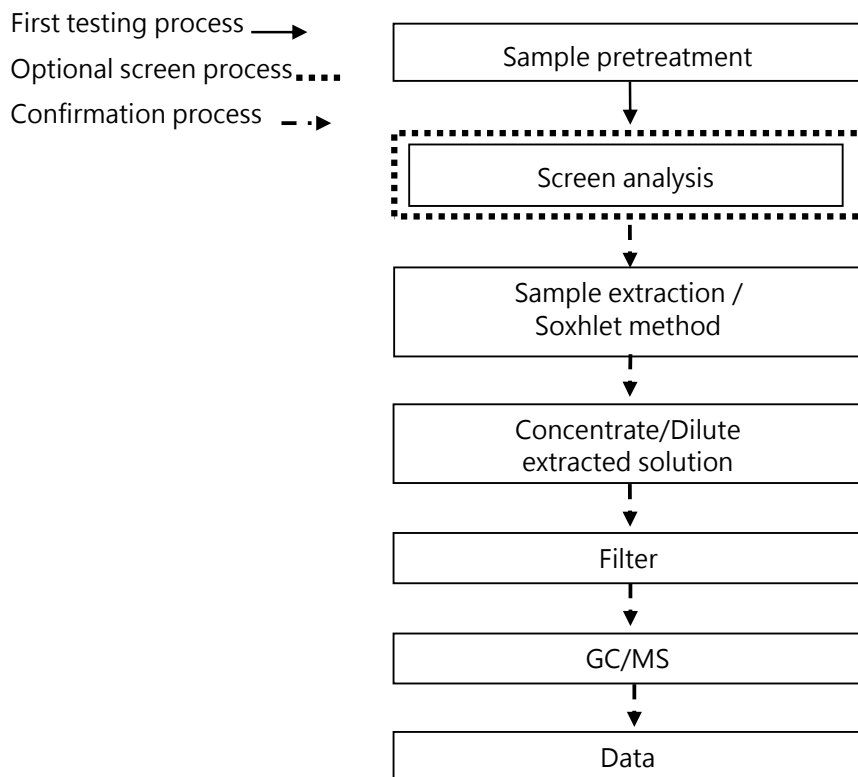 First testing process
Optional screen process
Confirmation process
Sample pretreatment
Screen analysis
Sample extraction /
Soxhlet method
Concentrate/Dilute
extracted solution
Filter
GC/MS
Data